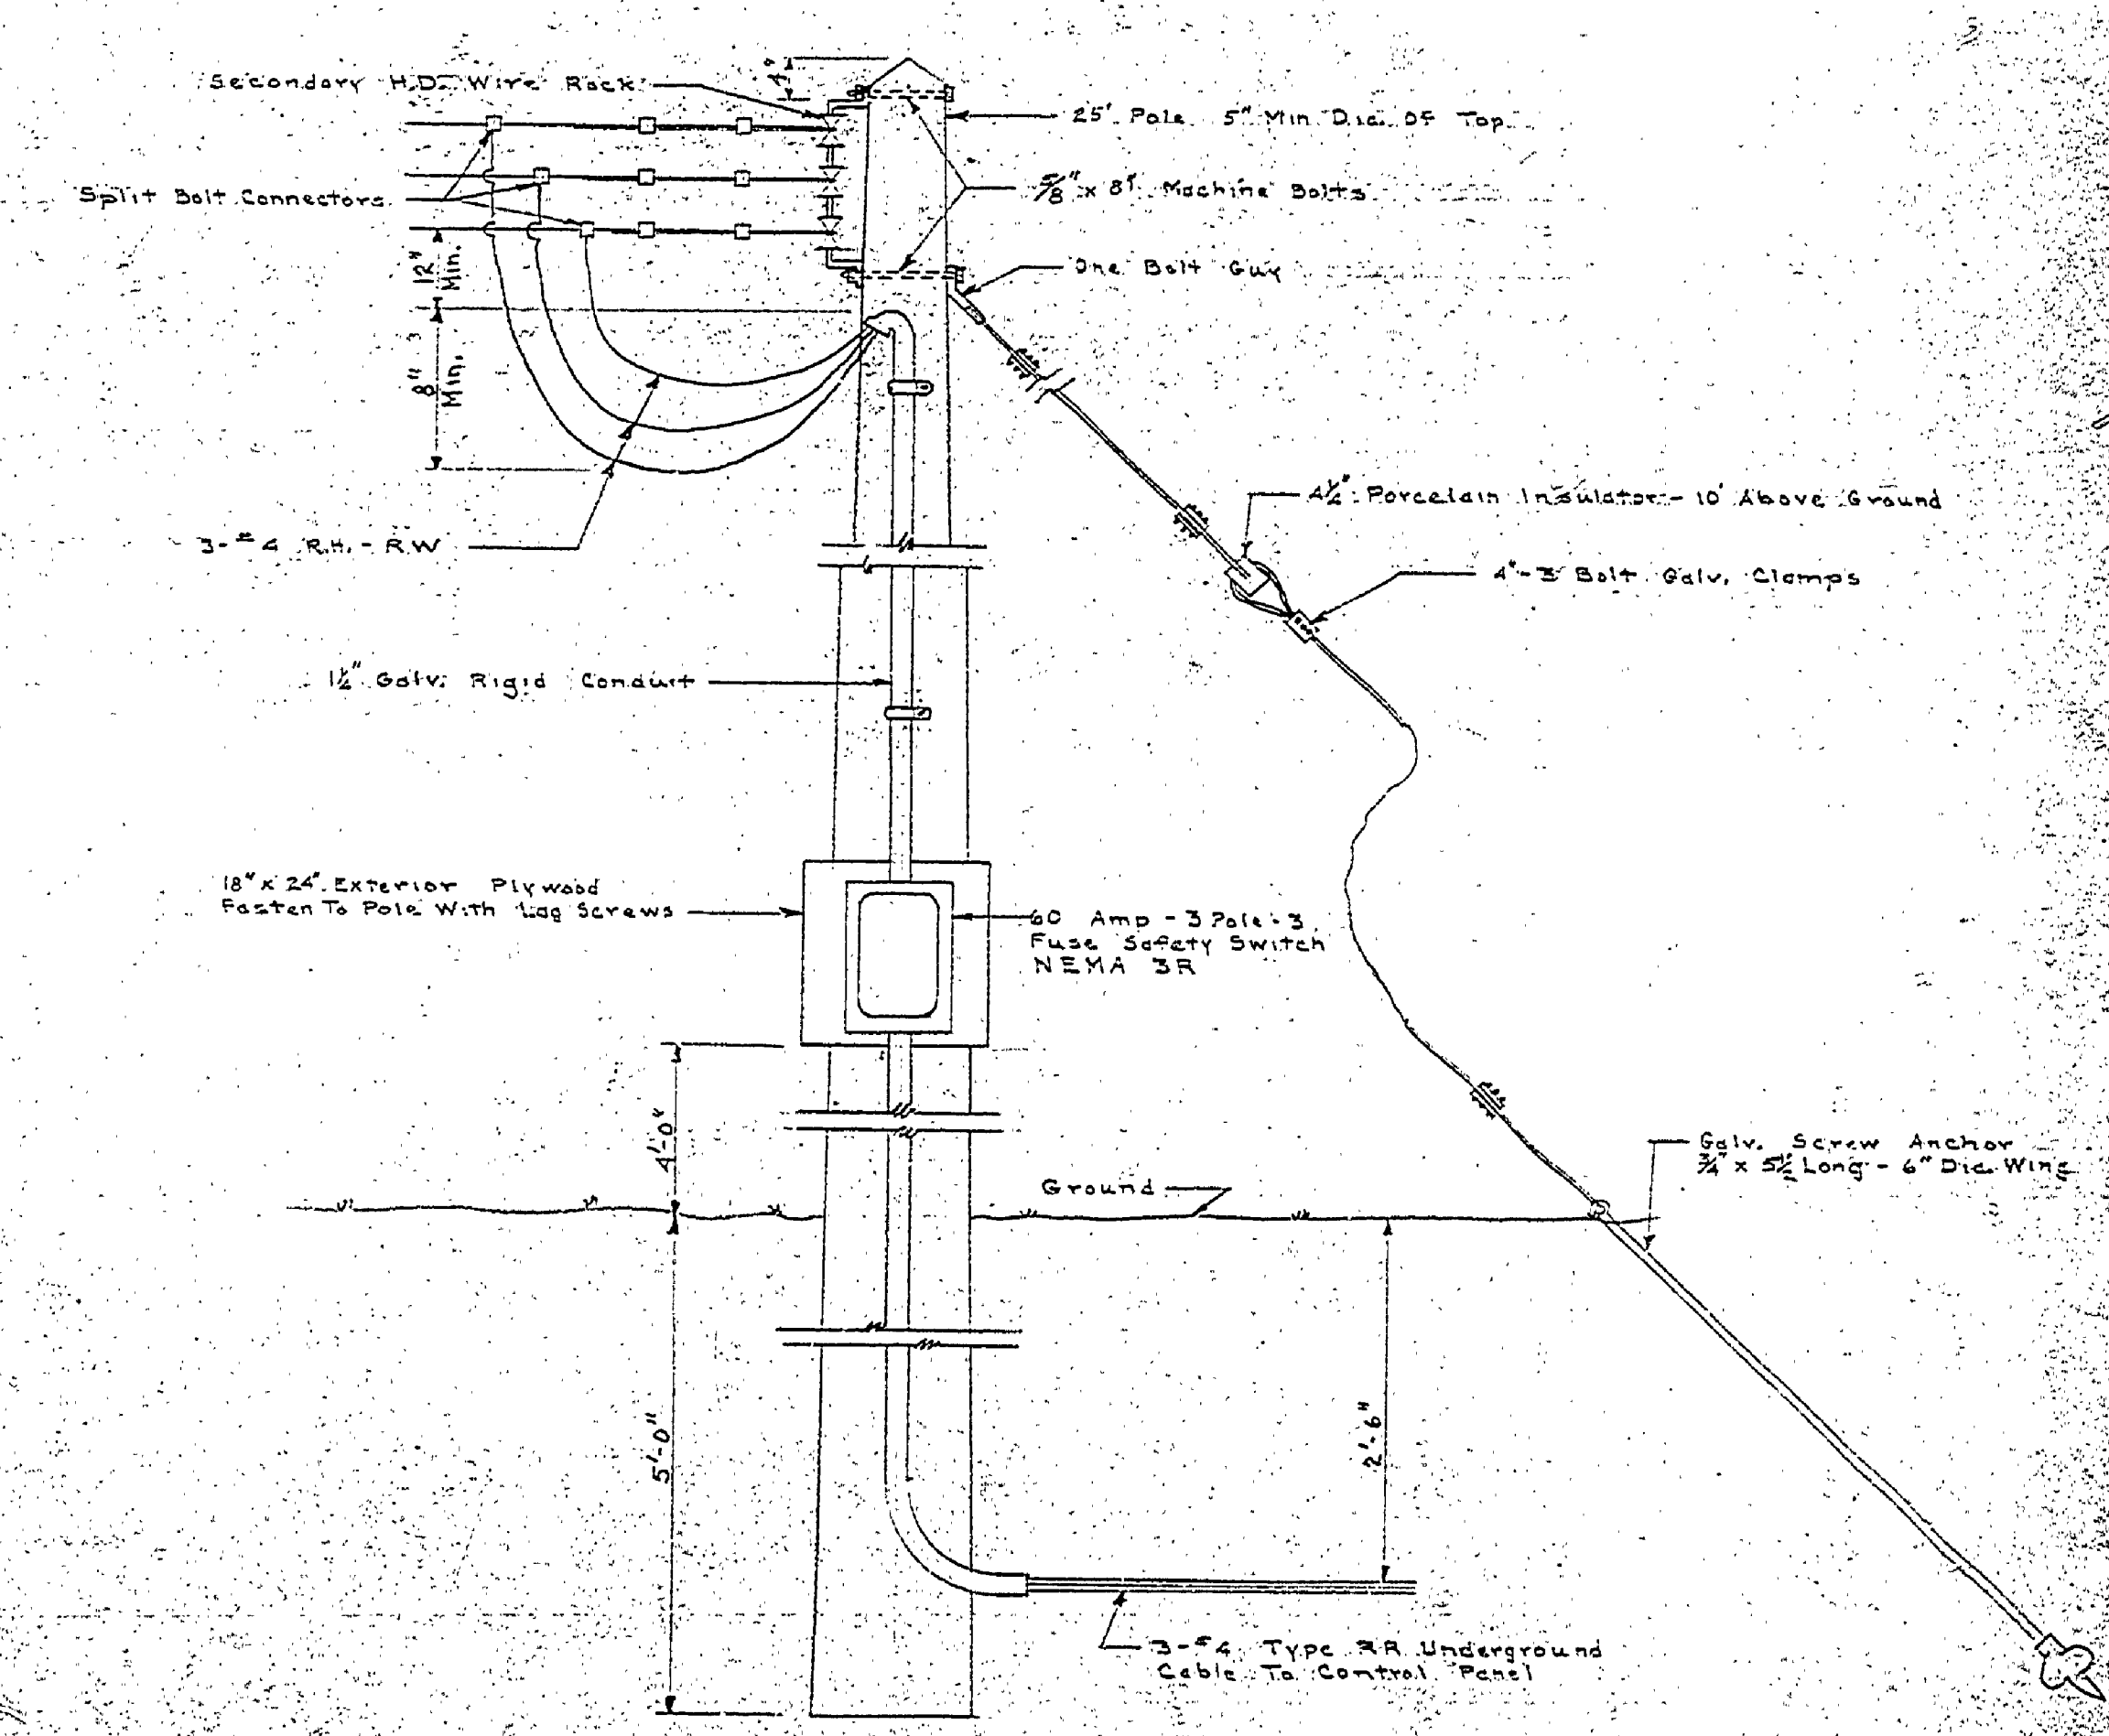 4"
Secondary H.D. Wire Rack
25' Pole 5" Min. Dia. Of Top
Split Bolt Connectors
5/8" x 8" Machine Bolts
12" Min.
One Bolt Guy
8" Min.
4½" Porcelain Insulator - 10' Above Ground
3-#4 R.H. - R.W
4"-3 Bolt Galv. Clamps
1½" Galv. Rigid Conduit
18" x 24" Exterior Plywood
Fasten To Pole With Lag Screws
60 Amp - 3 Pole - 3
Fuse Safety Switch
NEMA 3R
4'-0"
Galv. Screw Anchor
¾" x 5½ Long - 6" Dia. Wing
Ground
5'-0"
2'-6"
3-#4 Type RR Underground
Cable To Control Panel